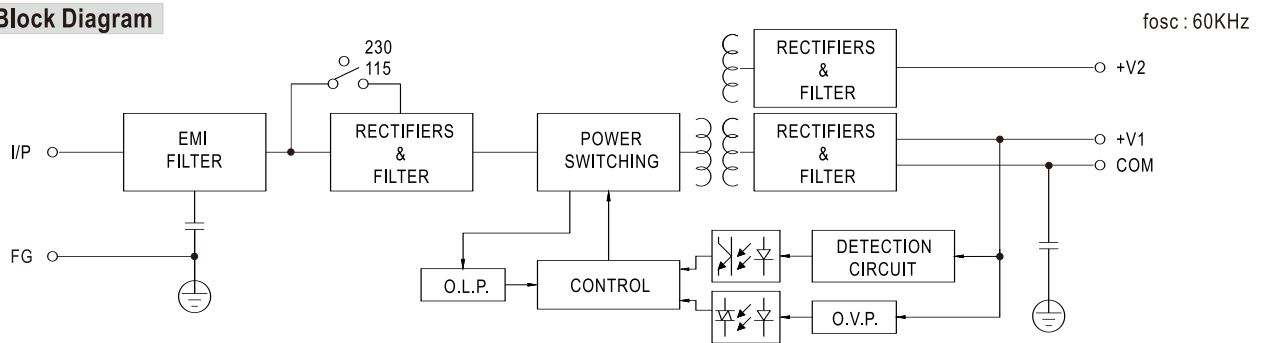 Block Diagram
fosc : 60KHz
230
115
RECTIFIERS
&
FILTER
+V2
I/P
EMI
FILTER
RECTIFIERS
&
FILTER
POWER
SWITCHING
RECTIFIERS
&
FILTER
+V1
COM
FG
O.L.P.
CONTROL
DETECTION
CIRCUIT
O.V.P.